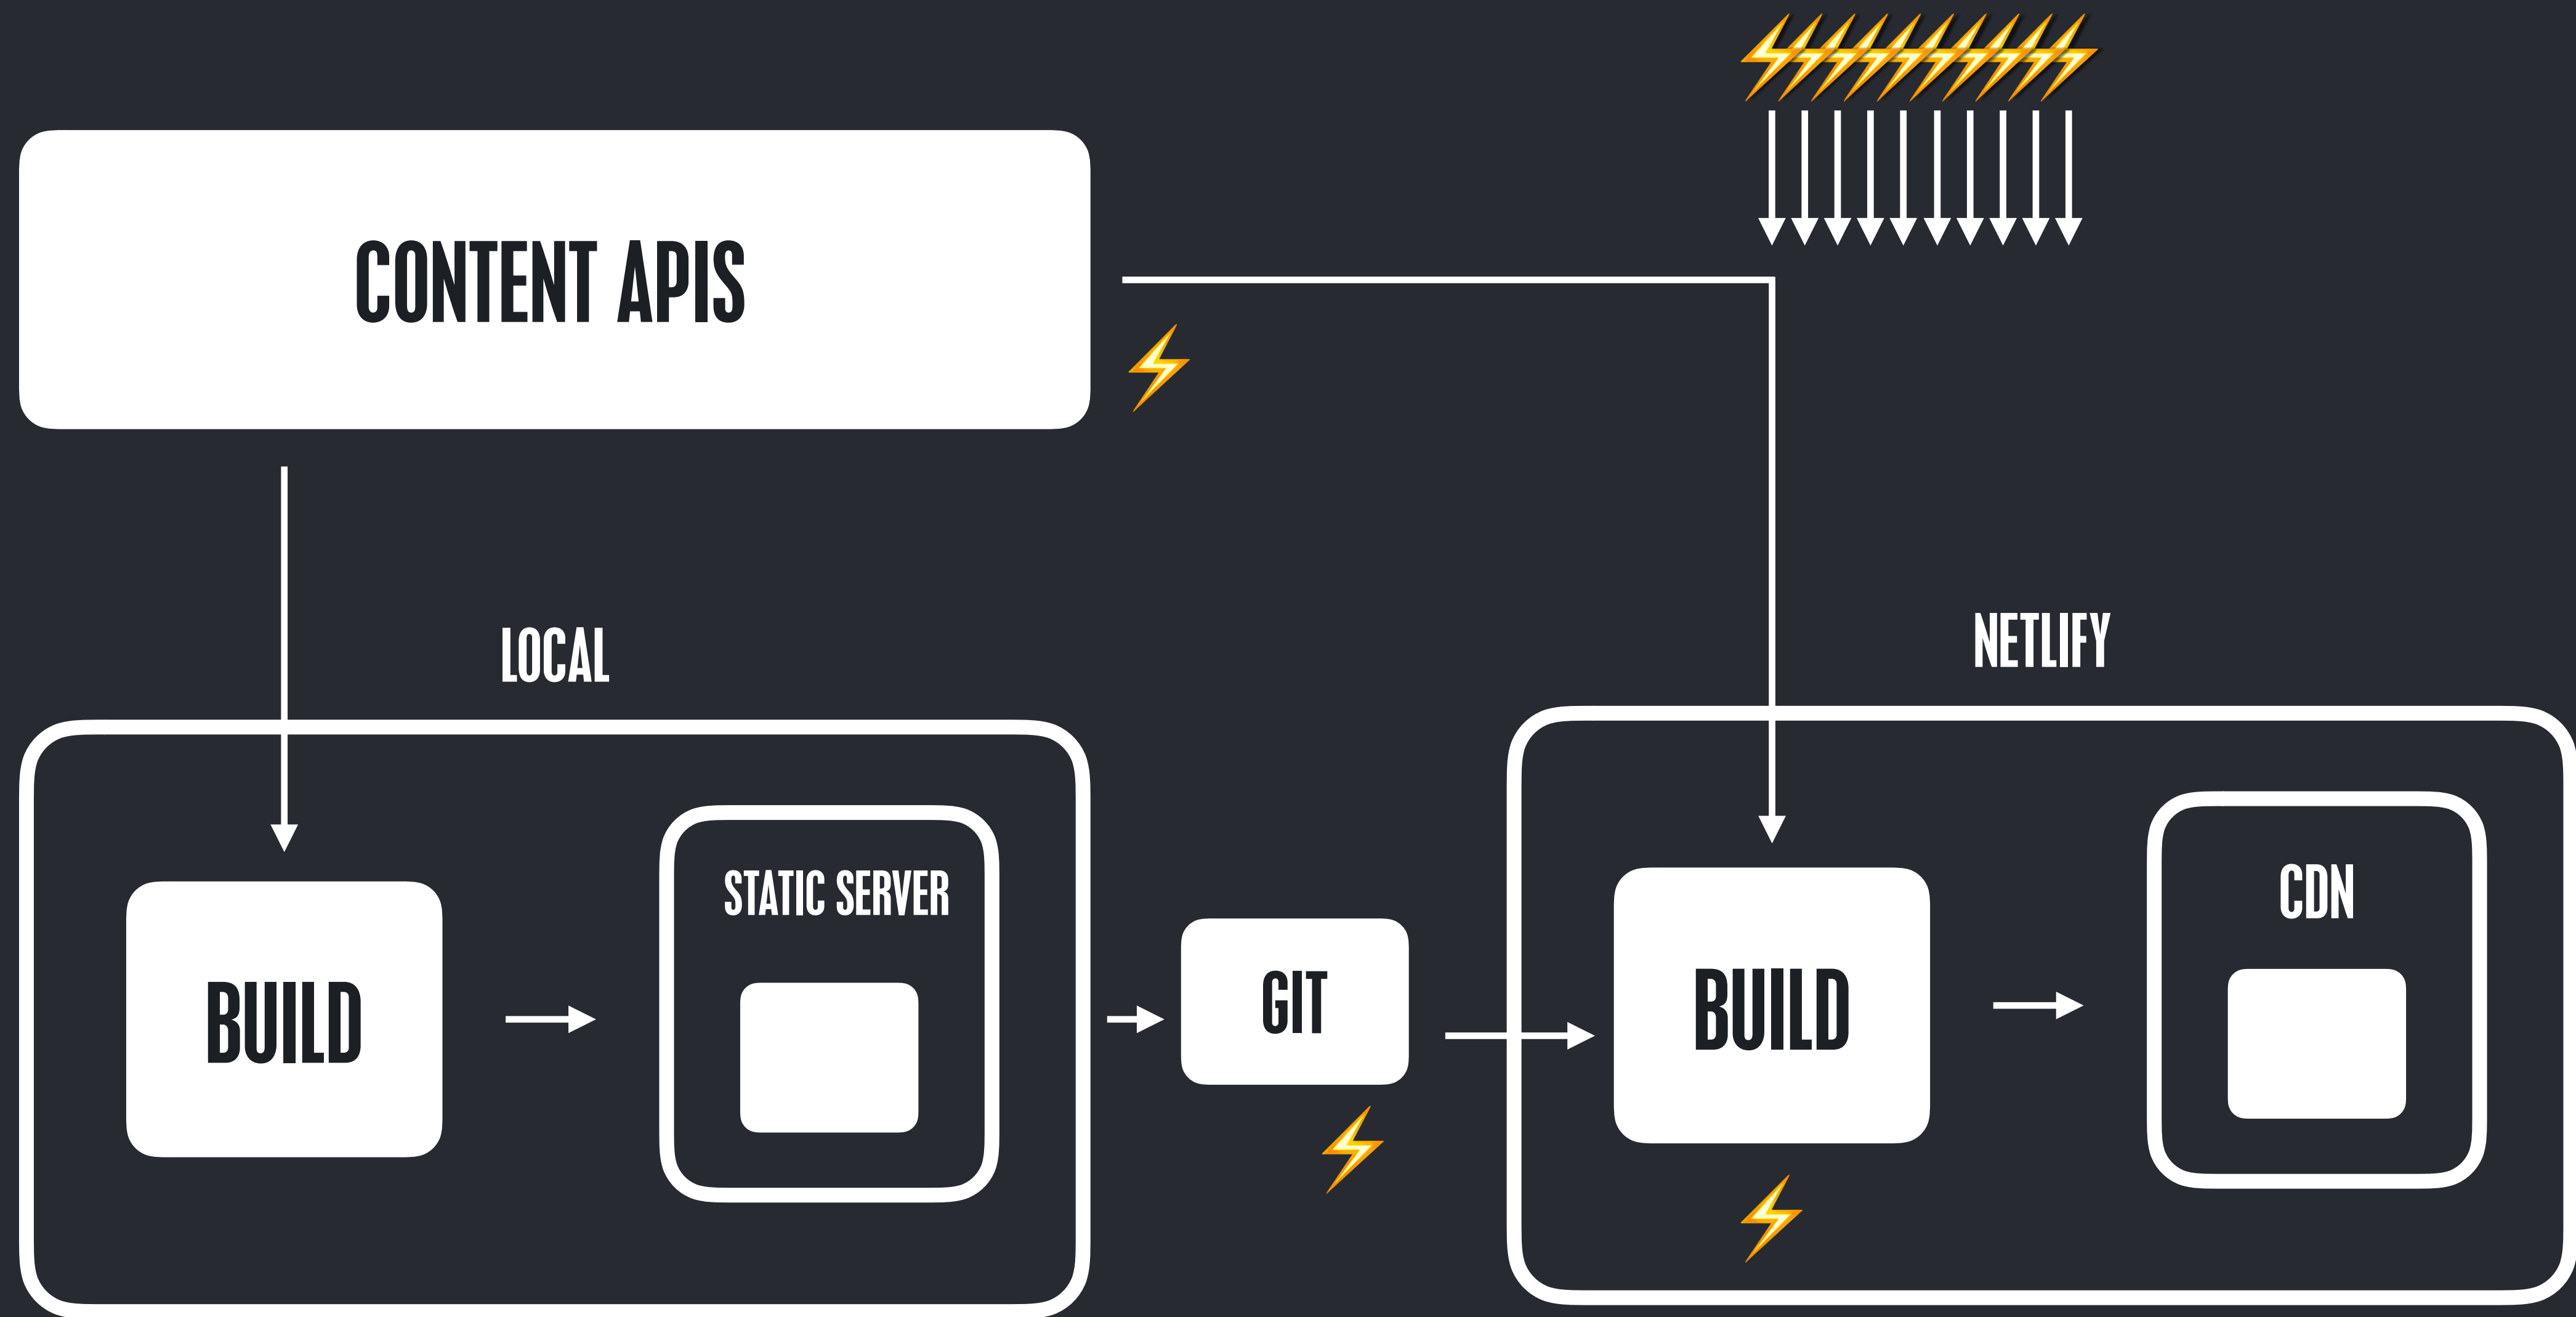 CONTENT APIS
LOCAL
NETLIFY
STATIC SERVER
CDN
BUILD
GIT
BUILD